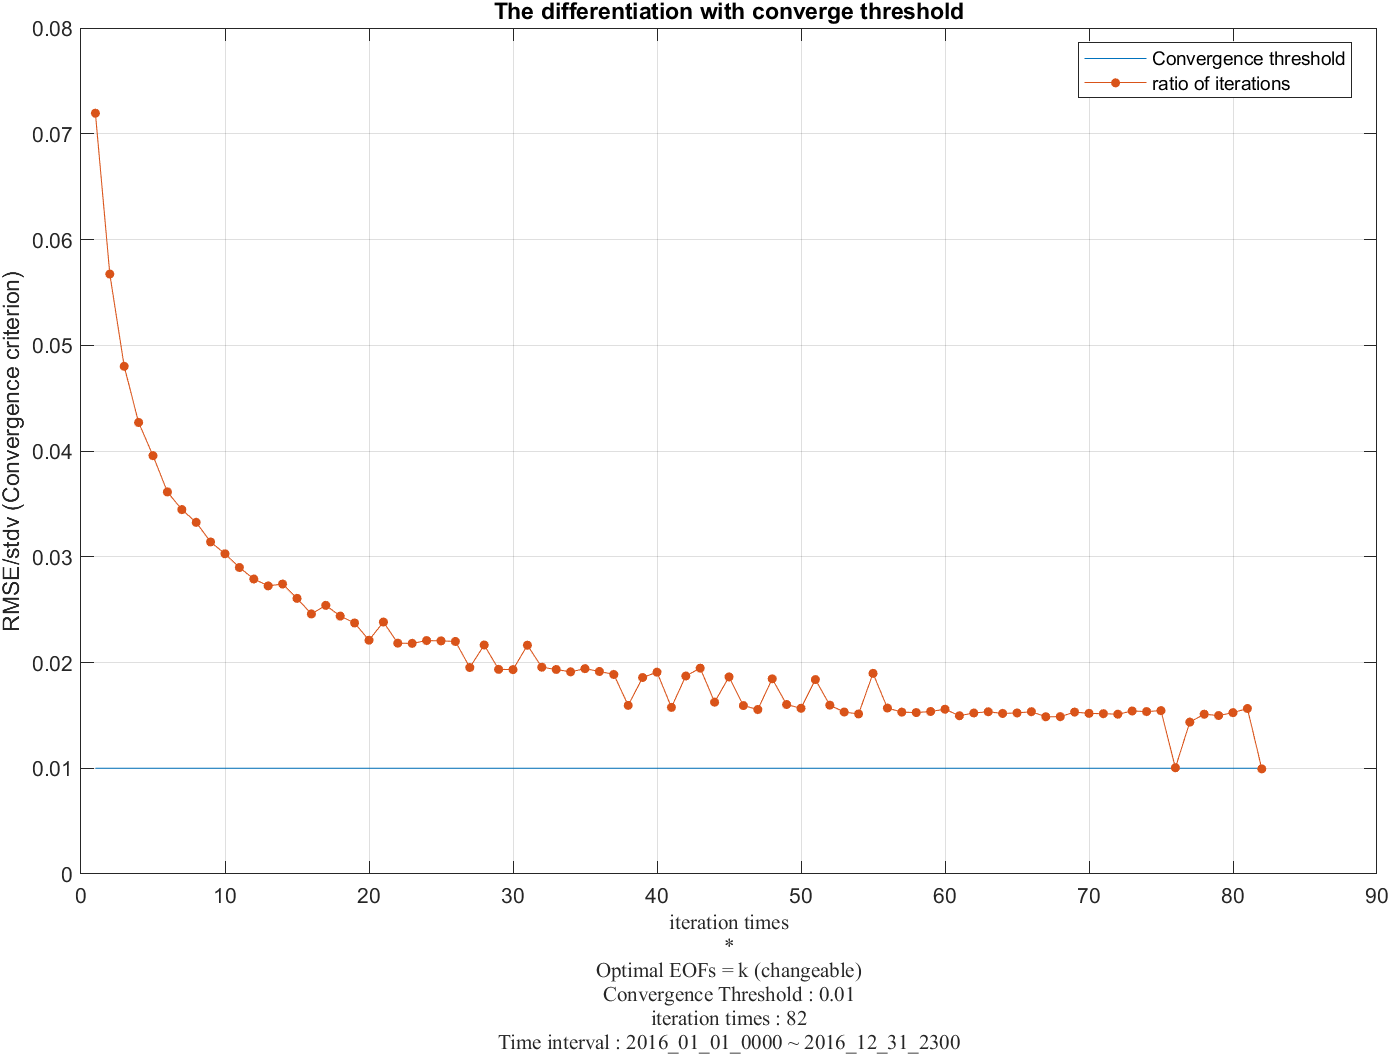 The differentiation with converge threshold
Convergence threshold
ratio of iterations
RMSE/stdv (Convergence criterion)
0.08
0.07
0.06
0.05
0.04
0.03
0.02
0.01
0
0 10 20 30 40 50 60 70 80 90
iteration times
*
Optimal EOFs = k (changeable)
Convergence Threshold : 0.01
iteration times : 82
Time interval : 2016_01_01_0000 ~ 2016_12_31_2300